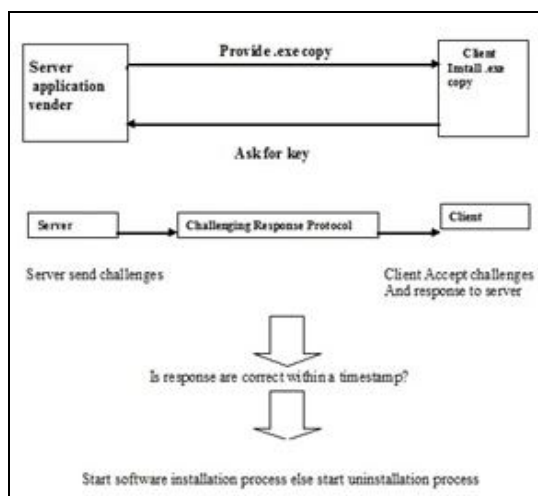 Provide .exe copy
Server
application
vender
Client
Install .exe
copy
Ask for key
Server
Challenging Response Protocol
Client
Server send challenges
Client Accept challenges
And response to server
Is response are correct within a timestamp?
Start software installation process else start uninstallation process